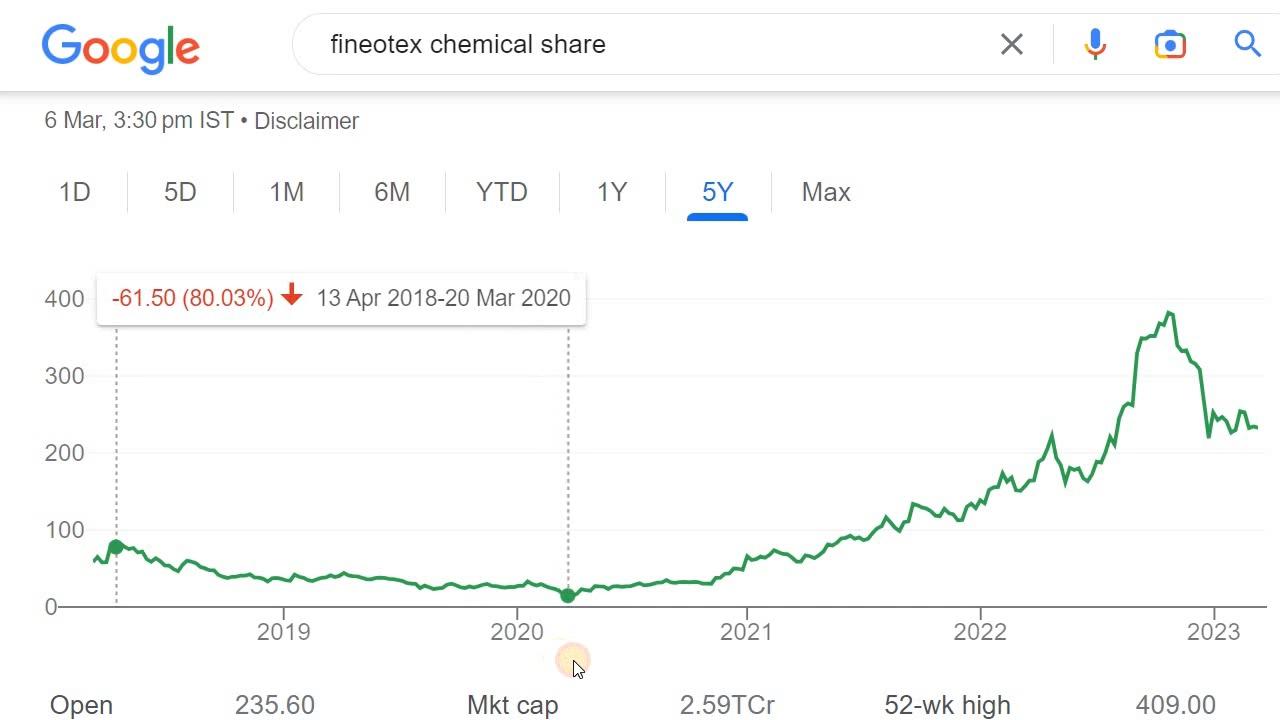 Google fineotex chemical share
6 Mar, 3:30 pm IST • Disclaimer
1D 5D 1M 6M YTD 1Y 5Y Max
-61.50 (80.03%) 13 Apr 2018-20 Mar 2020
400
300
200
100
0
2019 2020 2021 2022 2023
Open 235.60 Mkt cap 2.59TCr 52-wk high 409.00